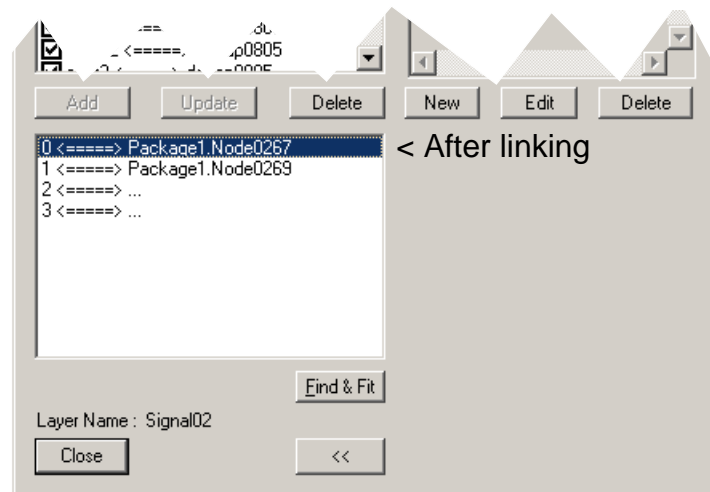 <=====> p0805
Add Update Delete New Edit Delete
0 <=====> Package1.Node0267
1 <=====> Package1.Node0269
2 <=====> ...
3 <=====> ...
< After linking
Find & Fit
Layer Name : Signal02
Close <<